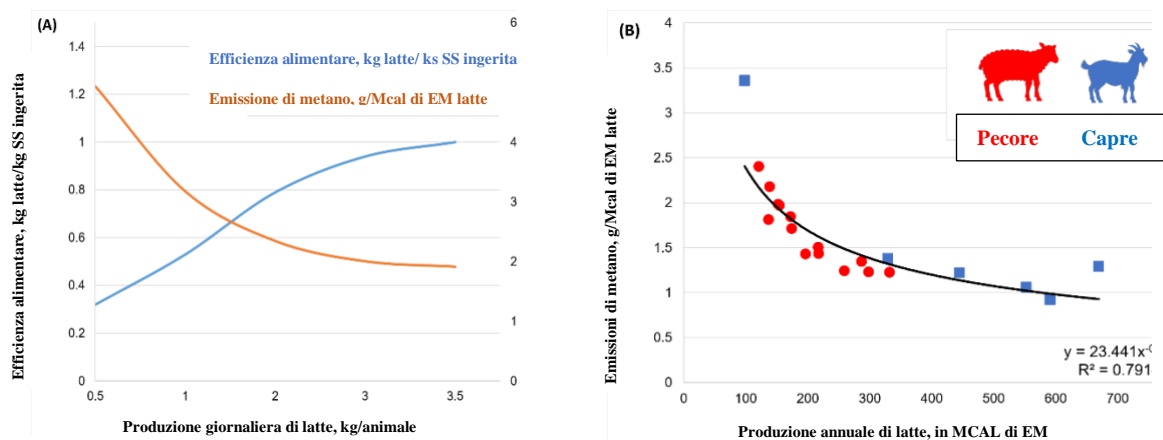 (A)
Efficienza alimentare, kg latte/kg SS ingerita
1.4
1.2
1
0.8
0.6
0.4
0.2
0
6
4
3
2
1
0
Efficienza alimentare, kg latte/ ks SS ingerita
Emissione di metano, g/Mcal di EM latte
0.5 1 2 3 3.5
Produzione giornaliera di latte, kg/animale
(B)
Emissioni di metano, g/Mcal di EM latte
4
3.5
3
2.5
2
1.5
1
0.5
0
Pecore Capre
y = 23.441x
R² = 0.791
0 100 200 300 400 500 600 700
Produzione annuale di latte, in MCAL di EM